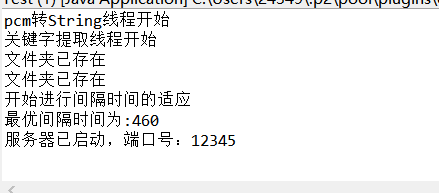 pcm转String线程开始
关键字提取线程开始
文件夹已存在
文件夹已存在
开始进行间隔时间的适应
最优间隔时间为:460
服务器已启动，端口号：12345